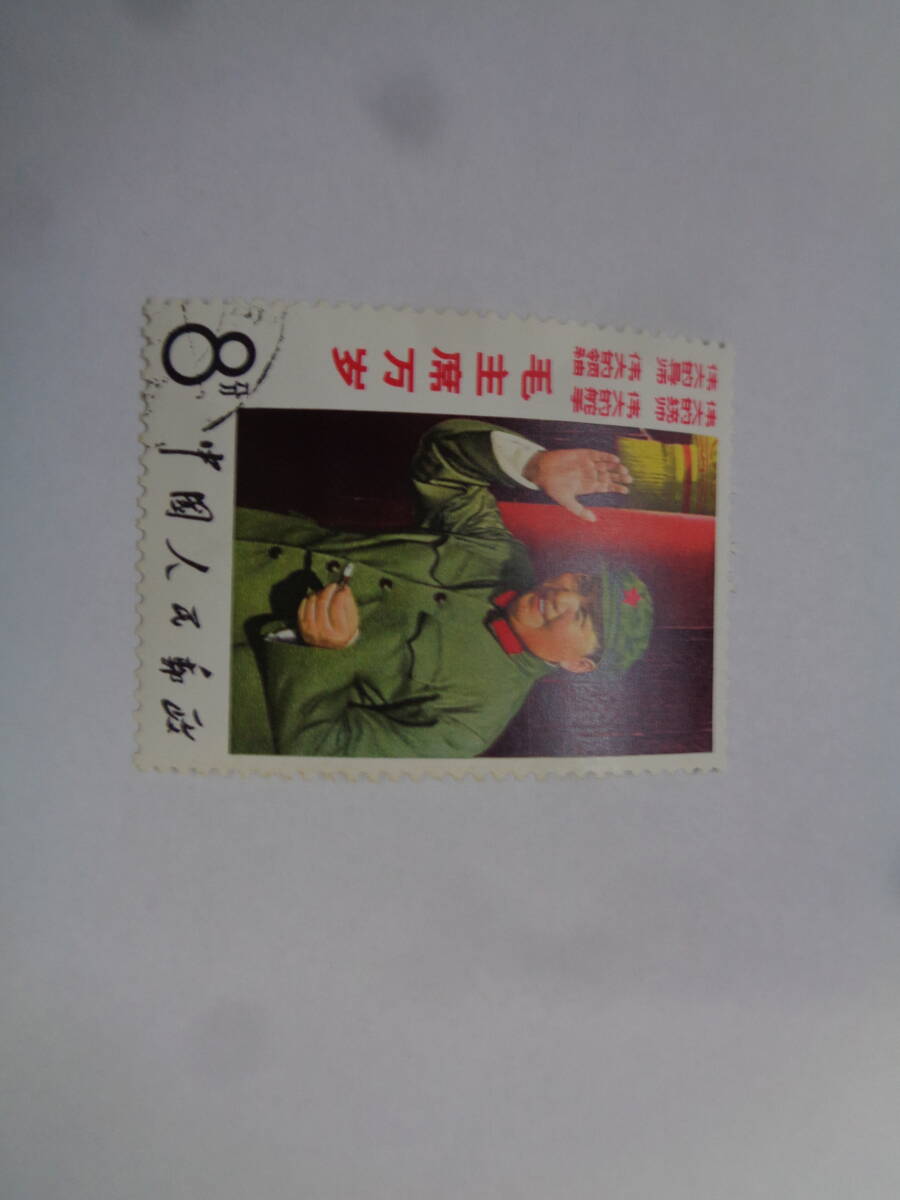 伟大的导师 伟大的领袖
伟大的统帅 伟大的舵手
毛主席万岁
8分
中国人民邮政